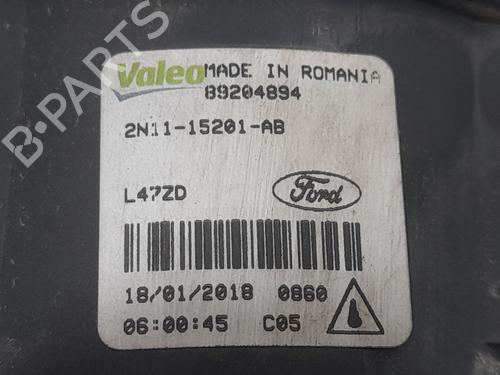 Valeo MADE IN ROMANIA
89204894
2N11-15201-AB
L47ZD
Ford
18/01/2018 0860
06:00:45 C05
B-PARTS